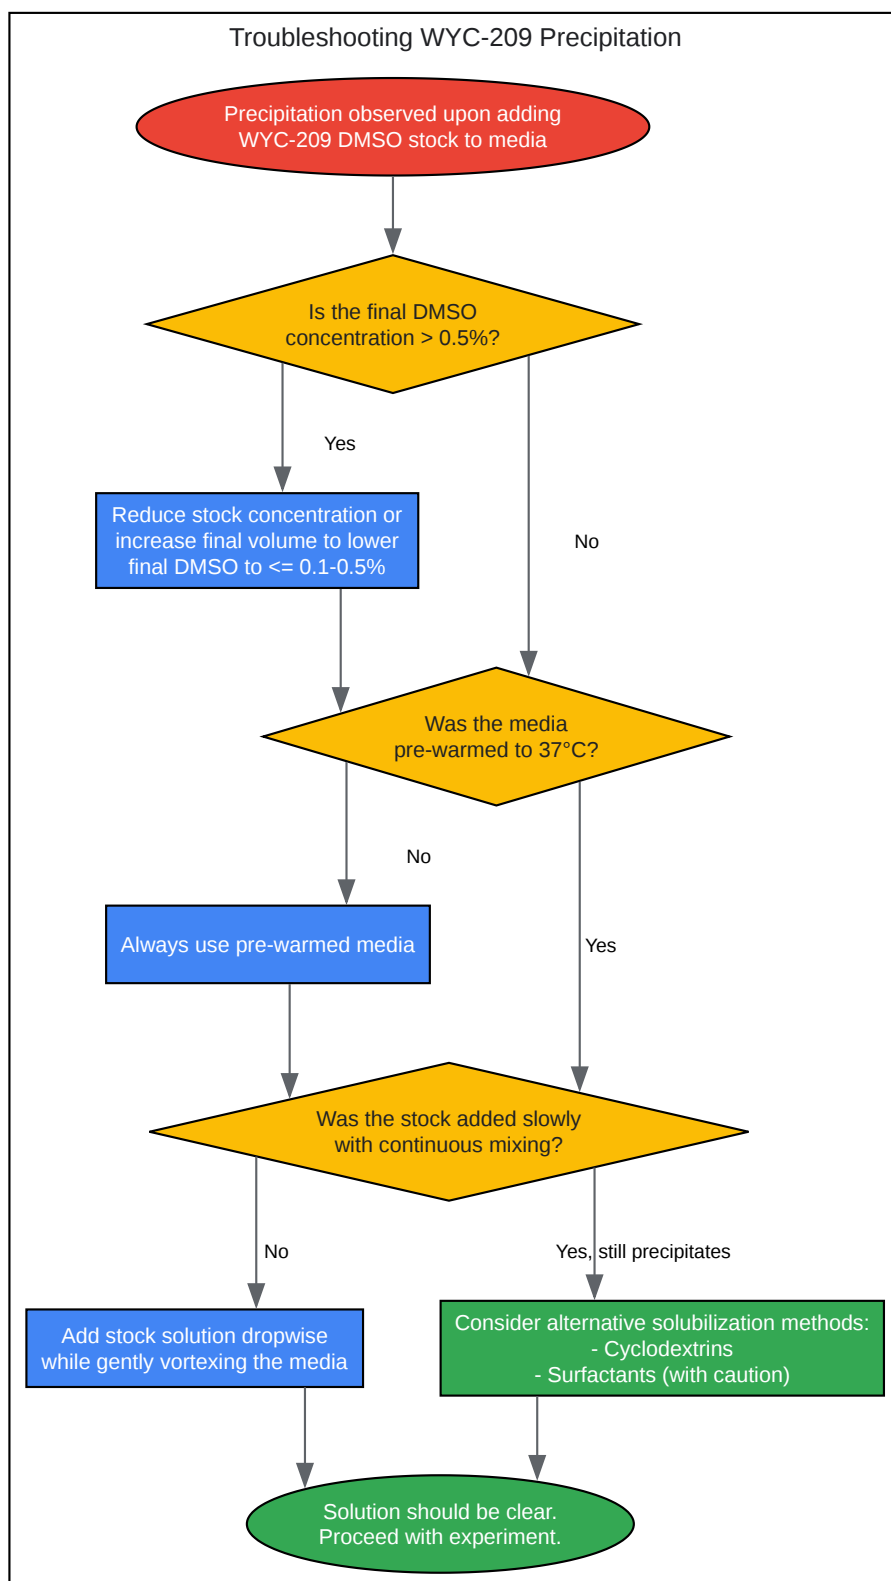 Troubleshooting WYC-209 Precipitation
Precipitation observed upon adding
WYC-209 DMSO stock to media
Is the final DMSO
concentration > 0.5%?
Yes
Reduce stock concentration or
increase final volume to lower
final DMSO to <= 0.1-0.5%
No
Was the media
pre-warmed to 37°C?
No
Always use pre-warmed media
Yes
Was the stock added slowly
with continuous mixing?
No
Yes, still precipitates
Add stock solution dropwise
while gently vortexing the media
Consider alternative solubilization methods:
- Cyclodextrins
- Surfactants (with caution)
Solution should be clear.
Proceed with experiment.